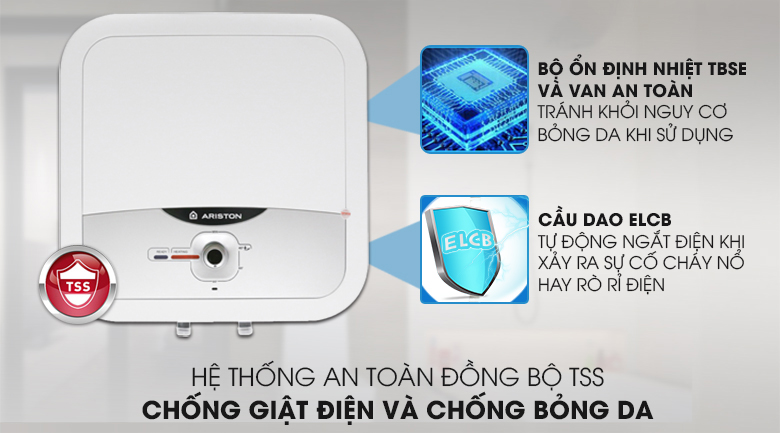 BỘ ỔN ĐỊNH NHIỆT TBSE
VÀ VAN AN TOÀN
TRÁNH KHỎI NGUY CƠ
BỎNG DA KHI SỬ DỤNG
ARISTON
ELCB
CẦU DAO ELCB
TỰ ĐỘNG NGẮT ĐIỆN KHI
XẢY RA SỰ CỐ CHÁY NỔ
HAY RÒ RỈ ĐIỆN
TSS
HỆ THỐNG AN TOÀN ĐỒNG BỘ TSS
CHỐNG GIẬT ĐIỆN VÀ CHỐNG BỎNG DA